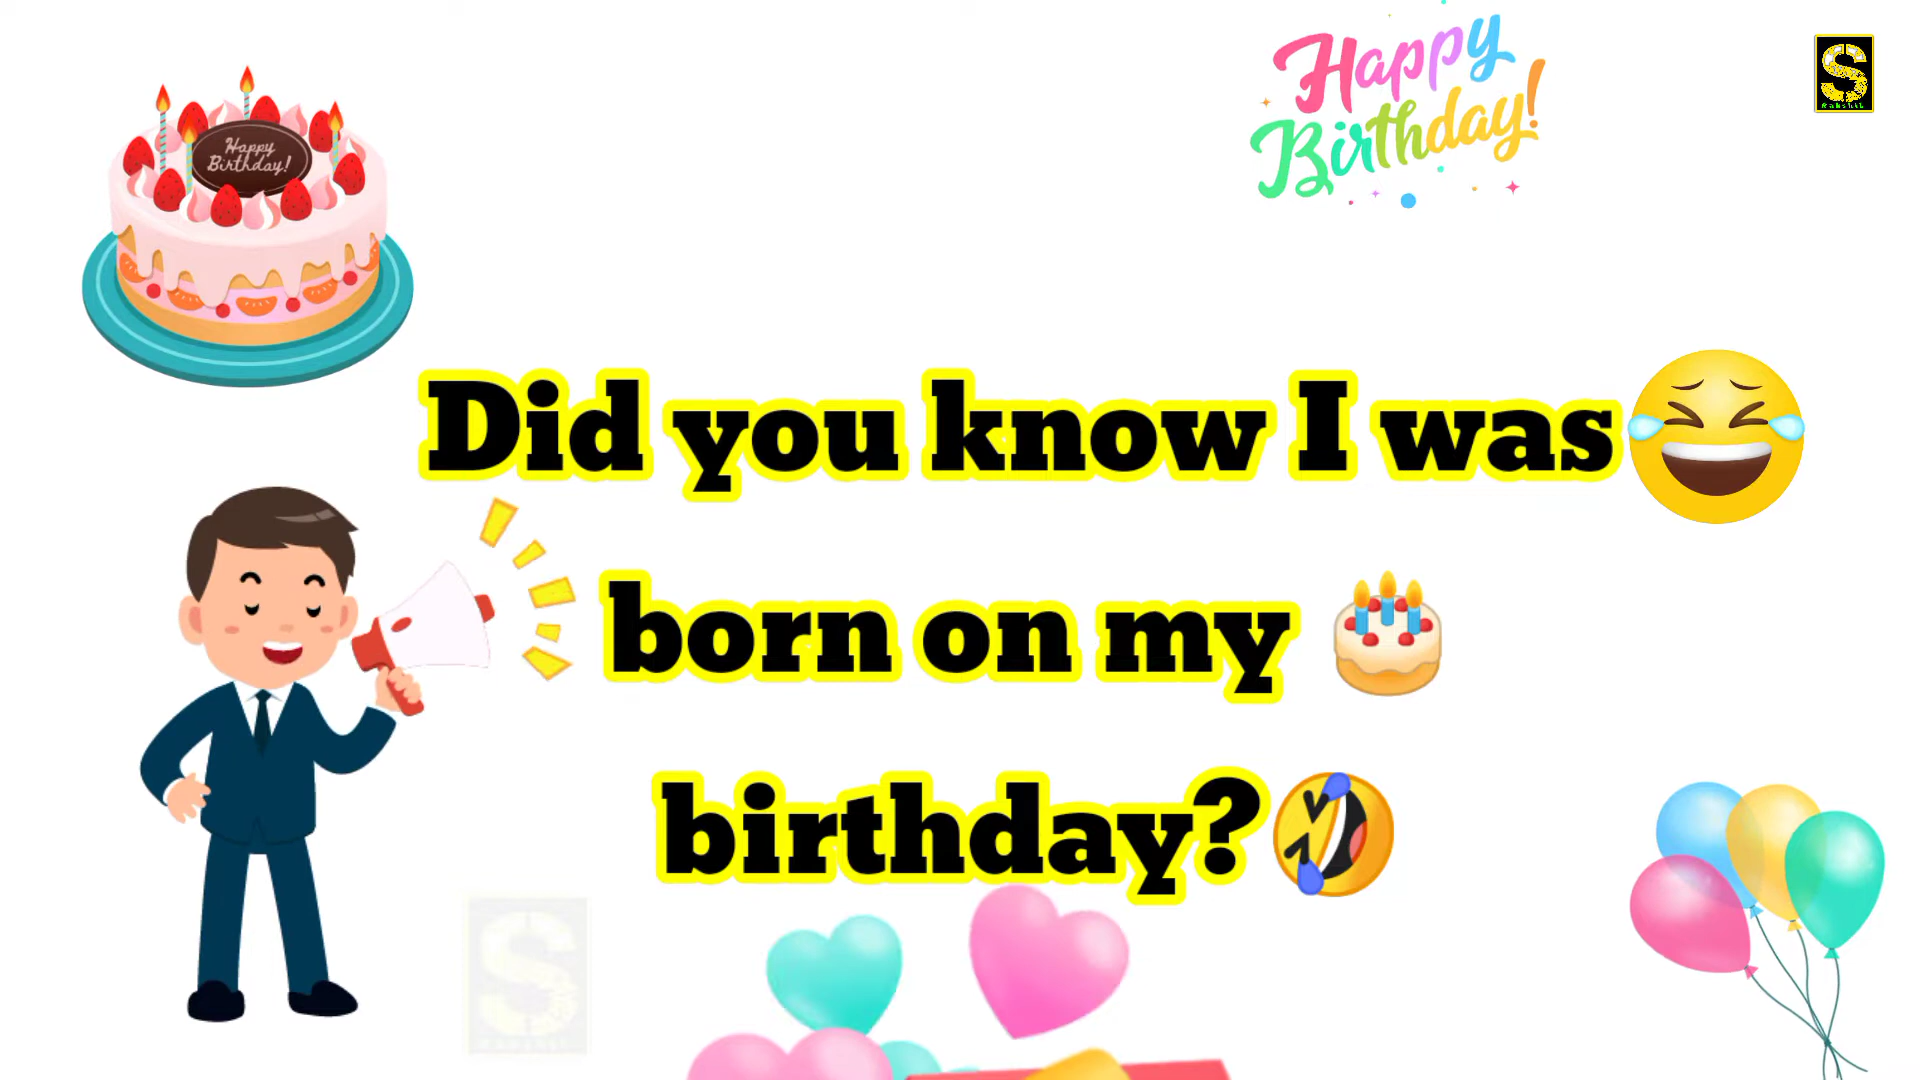 Happy
Birthday!
Happy
Birthday!
S
Did you know I was😆
born on my 🎂
birthday?🤣
S